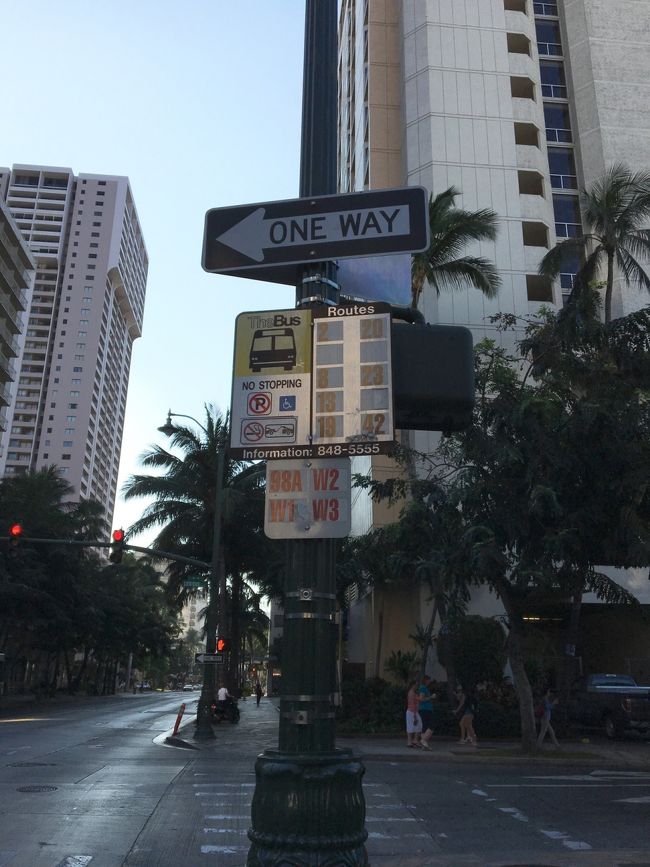 ONE WAY
TheBus
Routes
2 20
8 23
13
19 42
NO STOPPING
P
Information: 848-5555
98A W2
W1 W3